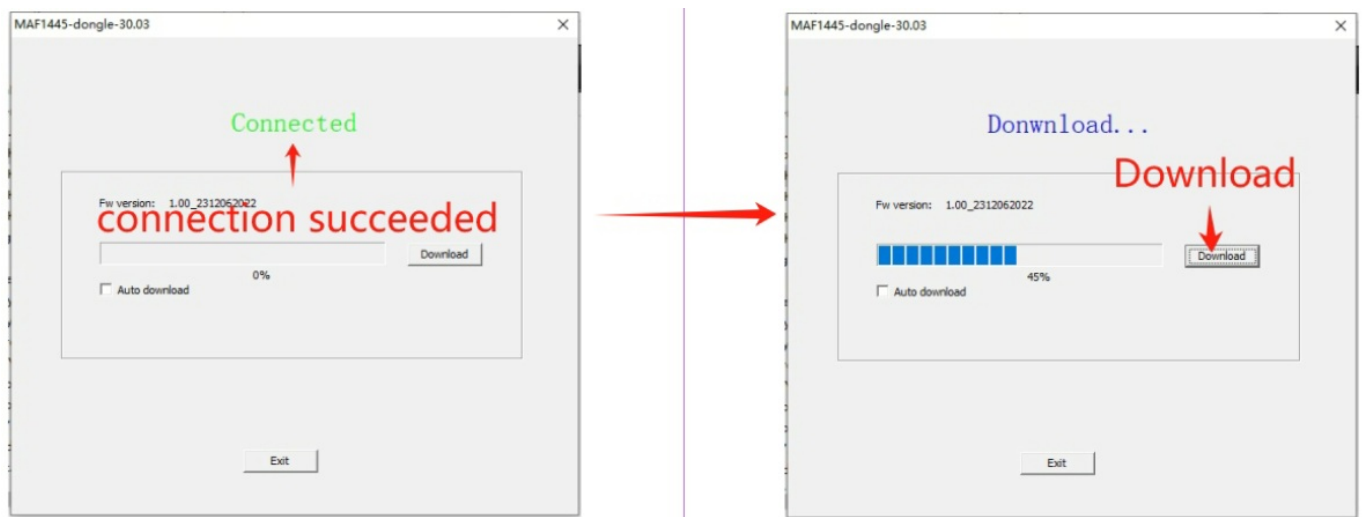 MAF1445-dongle-30.03
Connected
Fw version: 1.00_2312062022
connection succeeded
Download
0%
Auto download
Exit
MAF1445-dongle-30.03
Donwnload...
Download
Fw version: 1.00_2312062022
Download
45%
Auto download
Exit